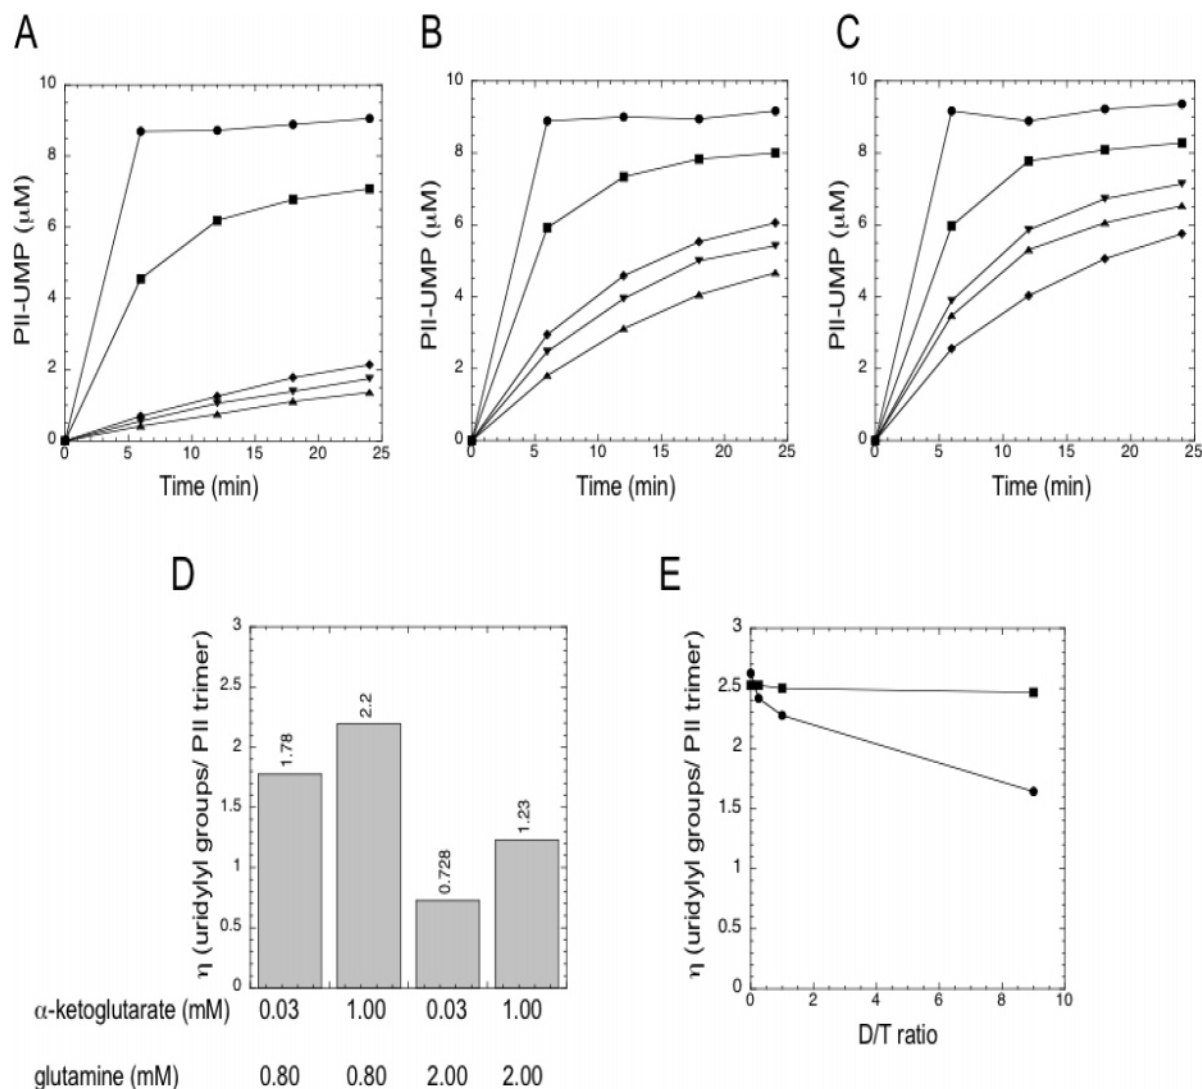 A
B
C
PII-UMP (μM)
10
8
6
4
2
0
0 5 10 15 20 25
Time (min)
PII-UMP (μM)
10
8
6
4
2
0
0 5 10 15 20 25
Time (min)
PII-UMP (μM)
10
8
6
4
2
0
0 5 10 15 20 25
Time (min)
D
η (uridylyl groups/ PII trimer)
3
2.5
2
1.5
1
0.5
0
1.78
2.2
0.728
1.23
α-ketoglutarate (mM) 0.03 1.00 0.03 1.00
glutamine (mM) 0.80 0.80 2.00 2.00
E
η (uridylyl groups/ PII trimer)
3
2.5
2
1.5
1
0.5
0
0 2 4 6 8 10
D/T ratio